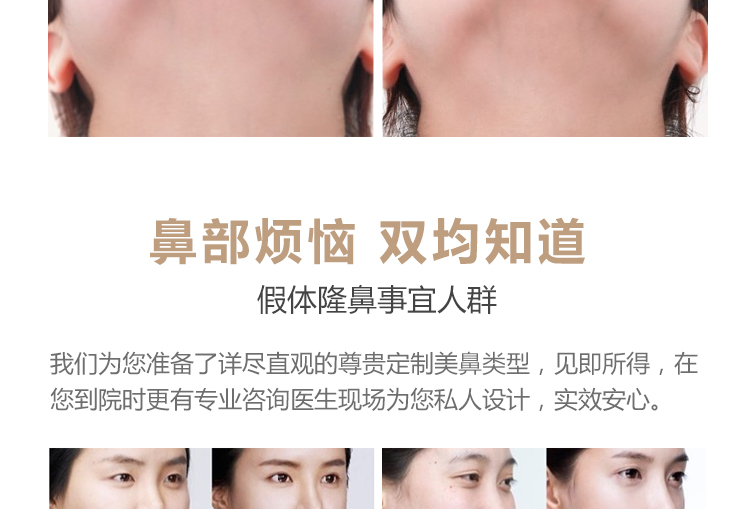 鼻部烦恼 双均知道
假体隆鼻事宜人群
我们为您准备了详尽直观的尊贵定制美鼻类型，见即所得，在
您到院时更有专业咨询医生现场为您私人设计，实效安心。